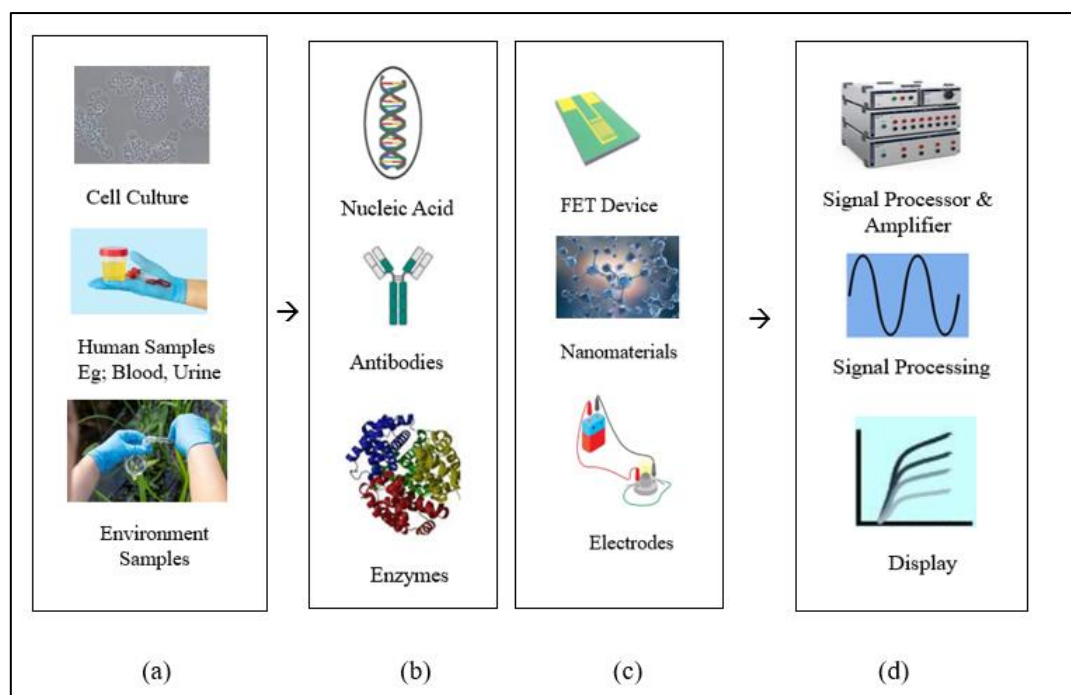 Cell Culture
Human Samples
Eg; Blood, Urine
Environment
Samples
→
Nucleic Acid
Antibodies
Enzymes
FET Device
Nanomaterials
Electrodes
→
Signal Processor &
Amplifier
Signal Processing
Display
(a)
(b)
(c)
(d)